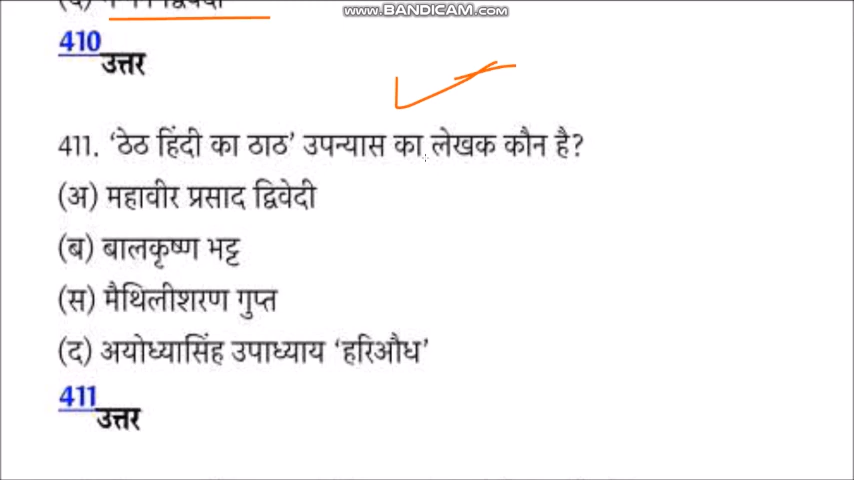 WWW.BANDICAM.COM
द्विवेदी
410
उत्तर
411. ‘ठेठ हिंदी का ठाठ’ उपन्यास का लेखक कौन है?
(अ) महावीर प्रसाद द्विवेदी
(ब) बालकृष्ण भट्ट
(स) मैथिलीशरण गुप्त
(द) अयोध्यासिंह उपाध्याय ‘हरिऔध’
411
उत्तर